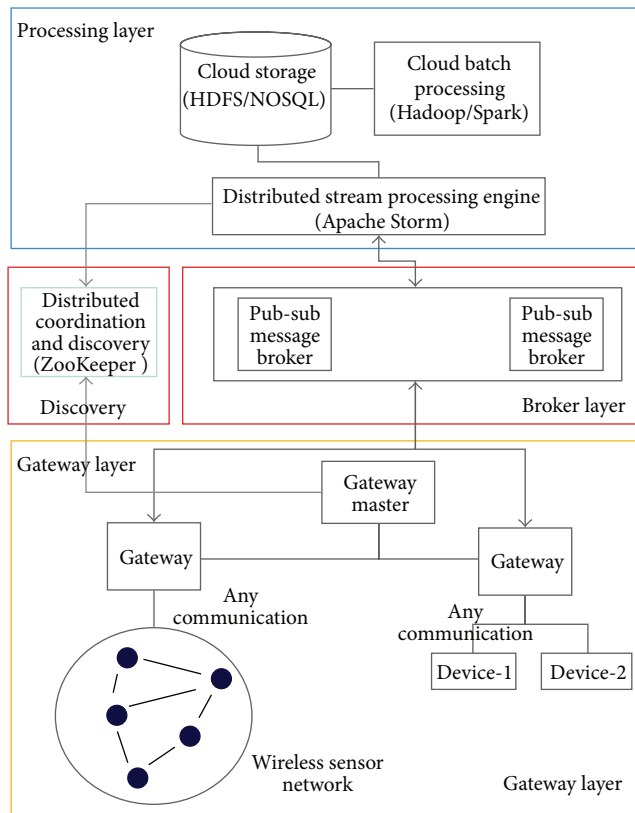 Processing layer
Cloud storage
(HDFS/NOSQL)
Cloud batch
processing
(Hadoop/Spark)
Distributed stream processing engine
(Apache Storm)
Distributed
coordination
and discovery
(ZooKeeper )
Discovery
Pub-sub
message
broker
Pub-sub
message
broker
Broker layer
Gateway layer
Gateway
master
Gateway
Gateway
Any
communication
Any
communication
Device-1
Device-2
Wireless sensor
network
Gateway layer